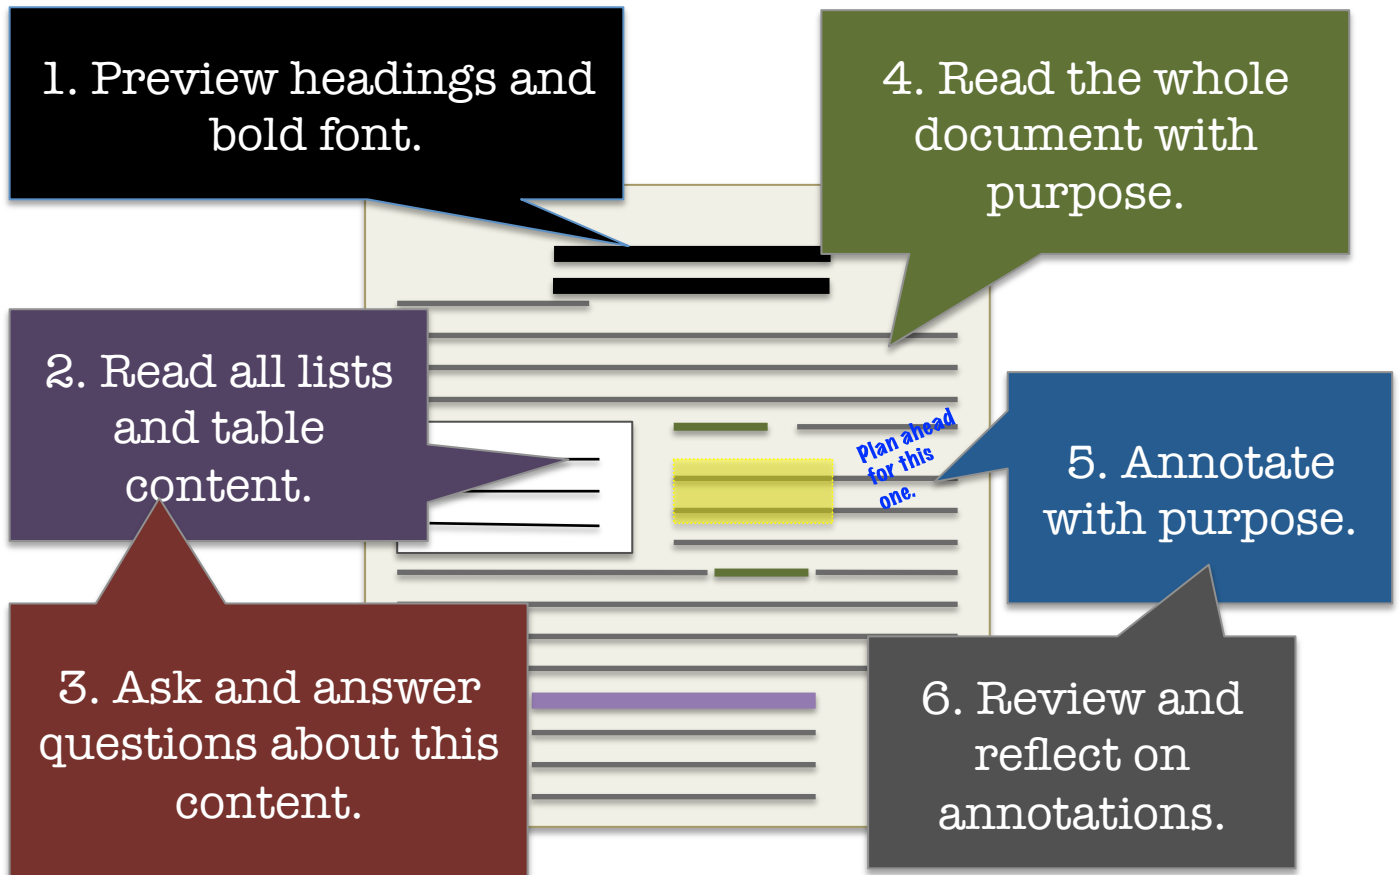 1. Preview headings and
bold font.
2. Read all lists
and table
content.
3. Ask and answer
questions about this
content.
4. Read the whole
document with
purpose.
Plan ahead
for this
one.
5. Annotate
with purpose.
6. Review and
reflect on
annotations.